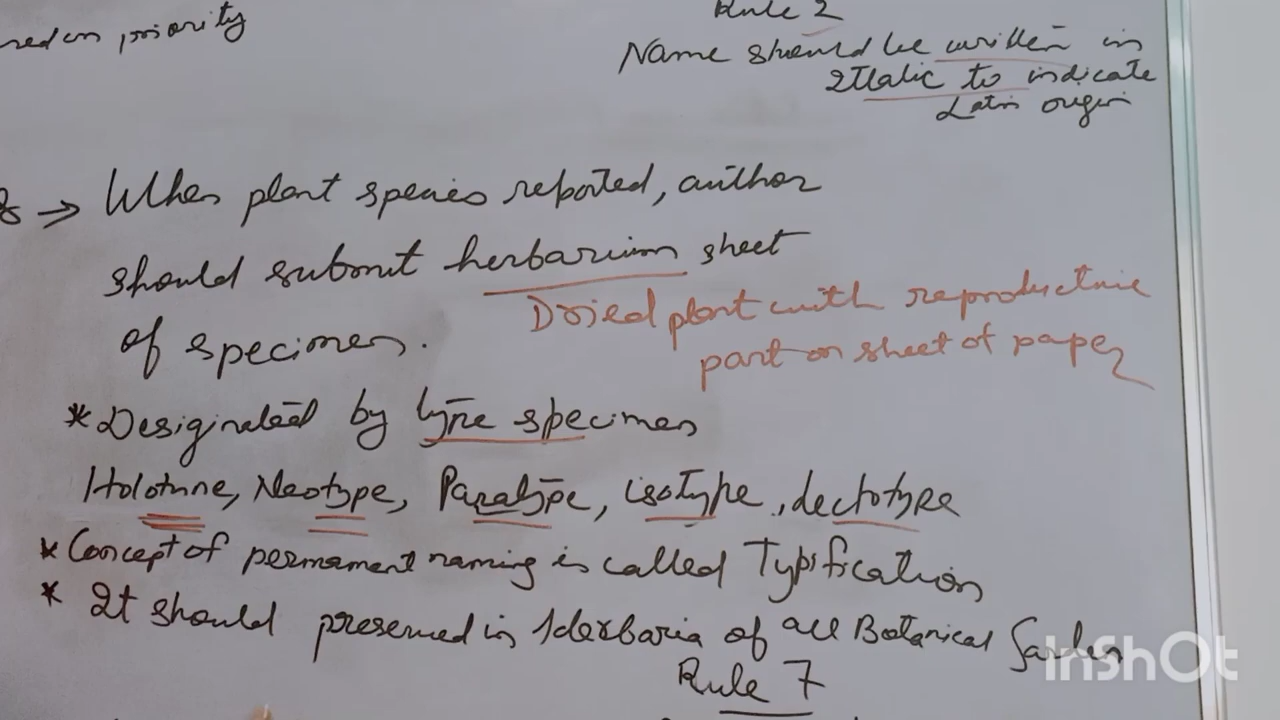 red on priority
Rule 2
Name should be written in
Italic to indicate
Latin origin
→ When plant species reported, author
should submit herbarium sheet
of specimen.
Dried plant with reproductive
part on sheet of paper
* Designated by type specimen
Holotype, Neotype, Paratype, isotype, Lectotype
* Concept of permanent naming is called Typification
* It should preserved in Herbaria of all Botanical Garden
Rule 7
InShOt